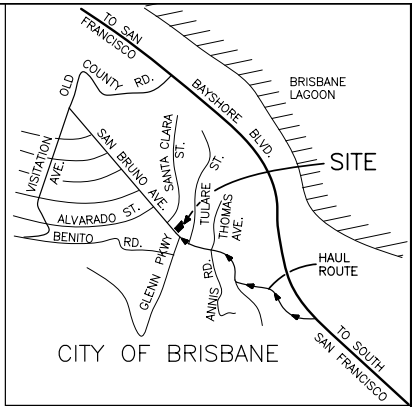 TO SAN
FRANCISCO
OLD
COUNTY
RD.
BAYSHORE
BLVD.
BRISBANE
LAGOON
VISITATION
AVE.
SAN BRUNO AVE.
SANTA CLARA
ST.
ST.
SITE
TULARE
THOMAS
AVE.
ALVARADO
ST.
BENITO
RD.
GLENN PKWY
ANNIS
RD.
HAUL
ROUTE
CITY OF BRISBANE
TO SOUTH
SAN FRANCISCO